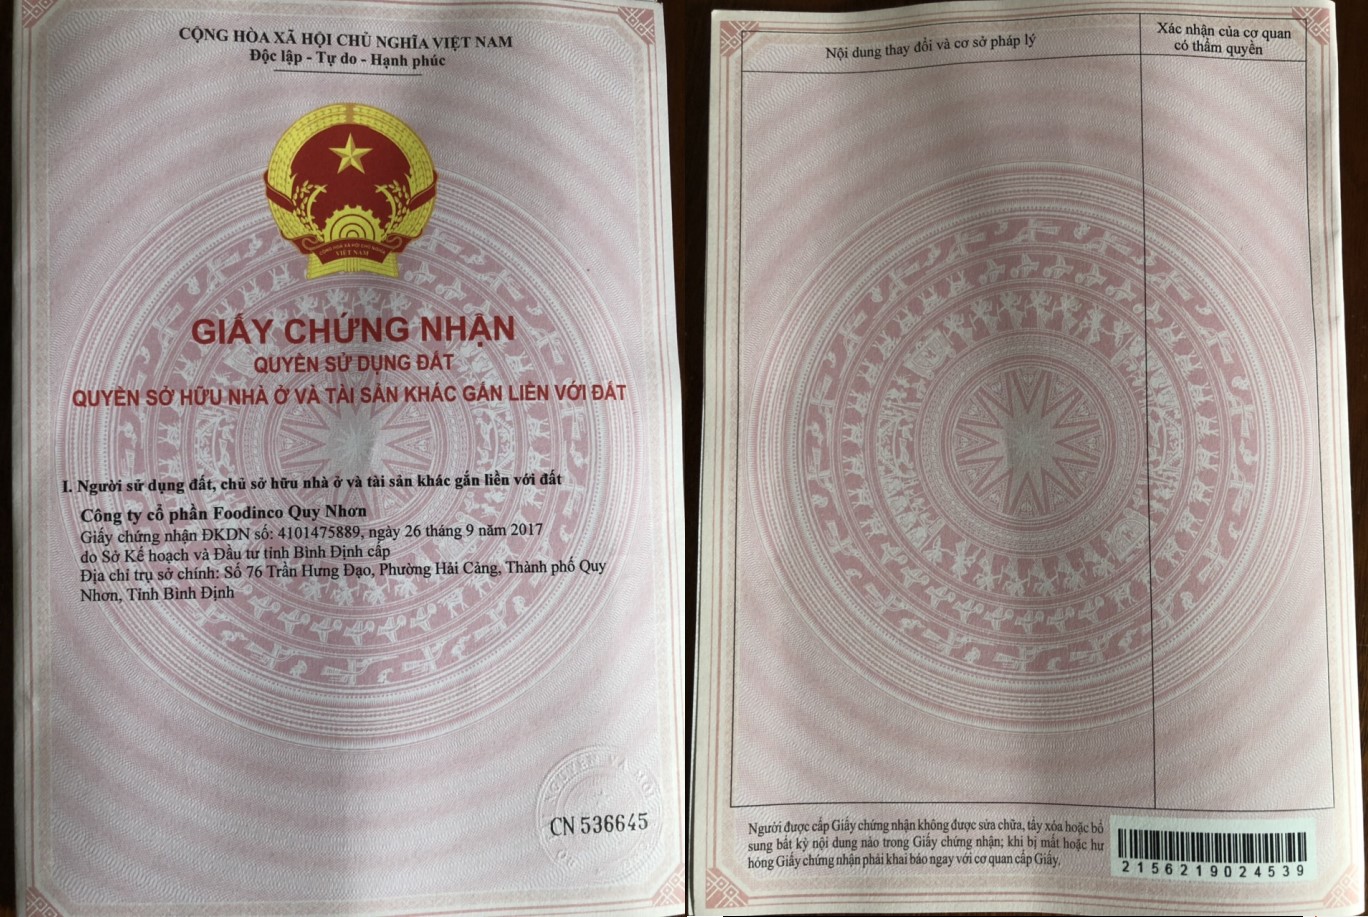 CỘNG HÒA XÃ HỘI CHỦ NGHĨA VIỆT NAM
Độc lập - Tự do - Hạnh phúc
VIỆT NAM
GIẤY CHỨNG NHẬN
QUYỀN SỬ DỤNG ĐẤT
QUYỀN SỞ HỮU NHÀ Ở VÀ TÀI SẢN KHÁC GẮN LIỀN VỚI ĐẤT
I. Người sử dụng đất, chủ sở hữu nhà ở và tài sản khác gắn liền với đất
Công ty cổ phần Foodinco Quy Nhơn
Giấy chứng nhận ĐKDN số: 4101475889, ngày 26 tháng 9 năm 2017
do Sở Kế hoạch và Đầu tư tỉnh Bình Định cấp
Địa chỉ trụ sở chính: Số 76 Trần Hưng Đạo, Phường Hải Cảng, Thành phố Quy
Nhơn, Tỉnh Bình Định
NGUYÊN VÀ MÔI
CN 536645
Nội dung thay đổi và cơ sở pháp lý
Xác nhận của cơ quan
có thẩm quyền
Người được cấp Giấy chứng nhận không được sửa chữa, tẩy xóa hoặc bổ
sung bất kỳ nội dung nào trong Giấy chứng nhận; khi bị mất hoặc hư
hỏng Giấy chứng nhận phải khai báo ngay với cơ quan cấp Giấy.
2156219024539